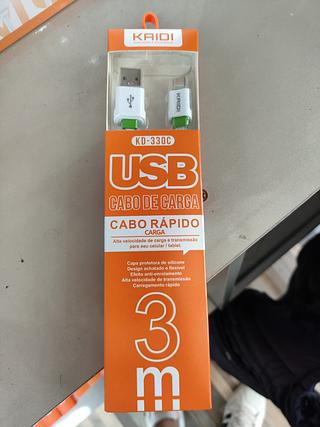 KAIDI
KAIDI
KD-330C
USB
CABO DE CARGA
CABO RÁPIDO
CARGA
Alta velocidade de carga e transmissão
para seu celular / tablet
Capa protetora de silicone
Design achatado e flexível
Efeito anti-enrolamento
Alta velocidade de transmissão
Carregamento rápido
3
m